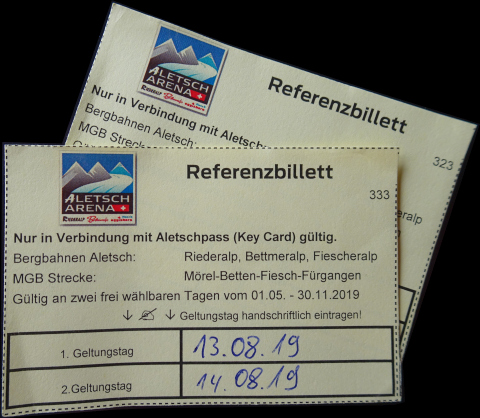 ALETSCH
ARENA
Referenzbillett
323
Nur in Verbindung mit Aletsch
Bergbahnen Aletsch:
MGB Strecke
ALETSCH
ARENA
Referenzbillett
333
Nur in Verbindung mit Aletschpass (Key Card) gültig.
Bergbahnen Aletsch: Riederalp, Bettmeralp, Fiescheralp
MGB Strecke: Mörel-Betten-Fiesch-Fürgangen
Gültig an zwei frei wählbaren Tagen vom 01.05. - 30.11.2019
↓ ↓ Geltungstag handschriftlich eintragen!
1. Geltungstag 13.08.19
2.Geltungstag 14.08.19